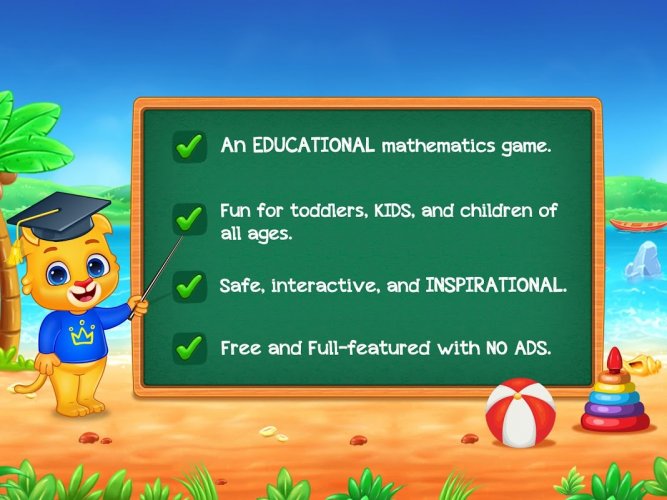 An EDUCATIONAL mathematics game.
Fun for toddlers, KIDS, and children of
all ages.
Safe, interactive, and INSPIRATIONAL.
Free and Full-featured with NO ADS.